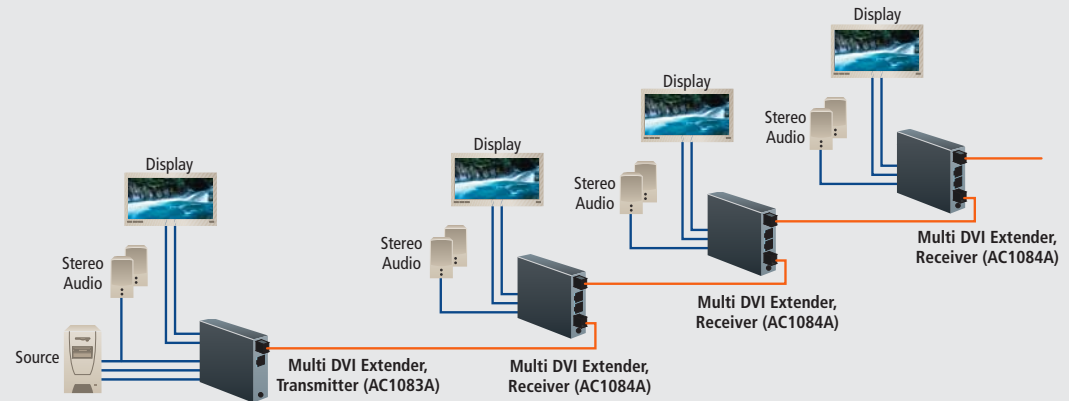 Display
Stereo
Audio
Multi DVI Extender,
Receiver (AC1084A)
Display
Stereo
Audio
Multi DVI Extender,
Receiver (AC1084A)
Display
Stereo
Audio
Multi DVI Extender,
Receiver (AC1084A)
Display
Stereo
Audio
Source
Multi DVI Extender,
Transmitter (AC1083A)